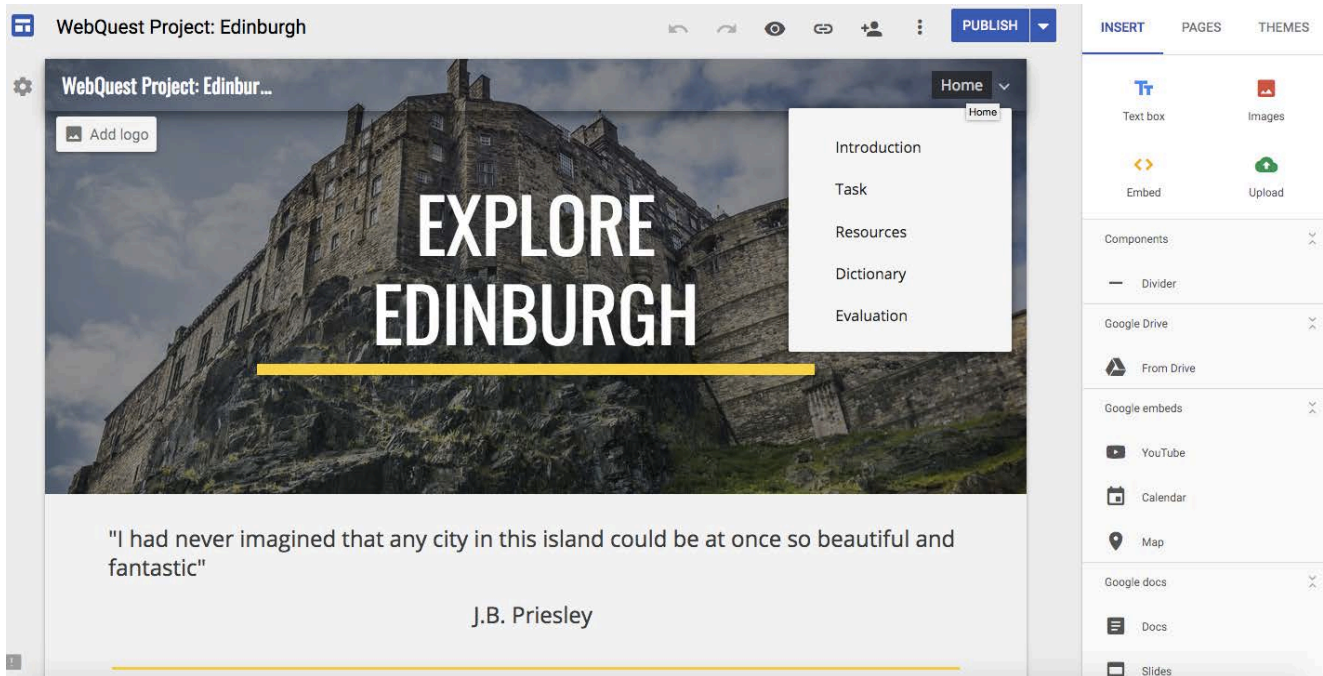 WebQuest Project: Edinburgh
PUBLISH
INSERT PAGES THEMES
WebQuest Project: Edinbur...
Home
Home
Add logo
Introduction
Task
Resources
Dictionary
Evaluation
EXPLORE
EDINBURGH
"I had never imagined that any city in this island could be at once so beautiful and
fantastic"
J.B. Priesley
Text box
Images
Embed
Upload
Components
Divider
Google Drive
From Drive
Google embeds
YouTube
Calendar
Map
Google docs
Docs
Slides